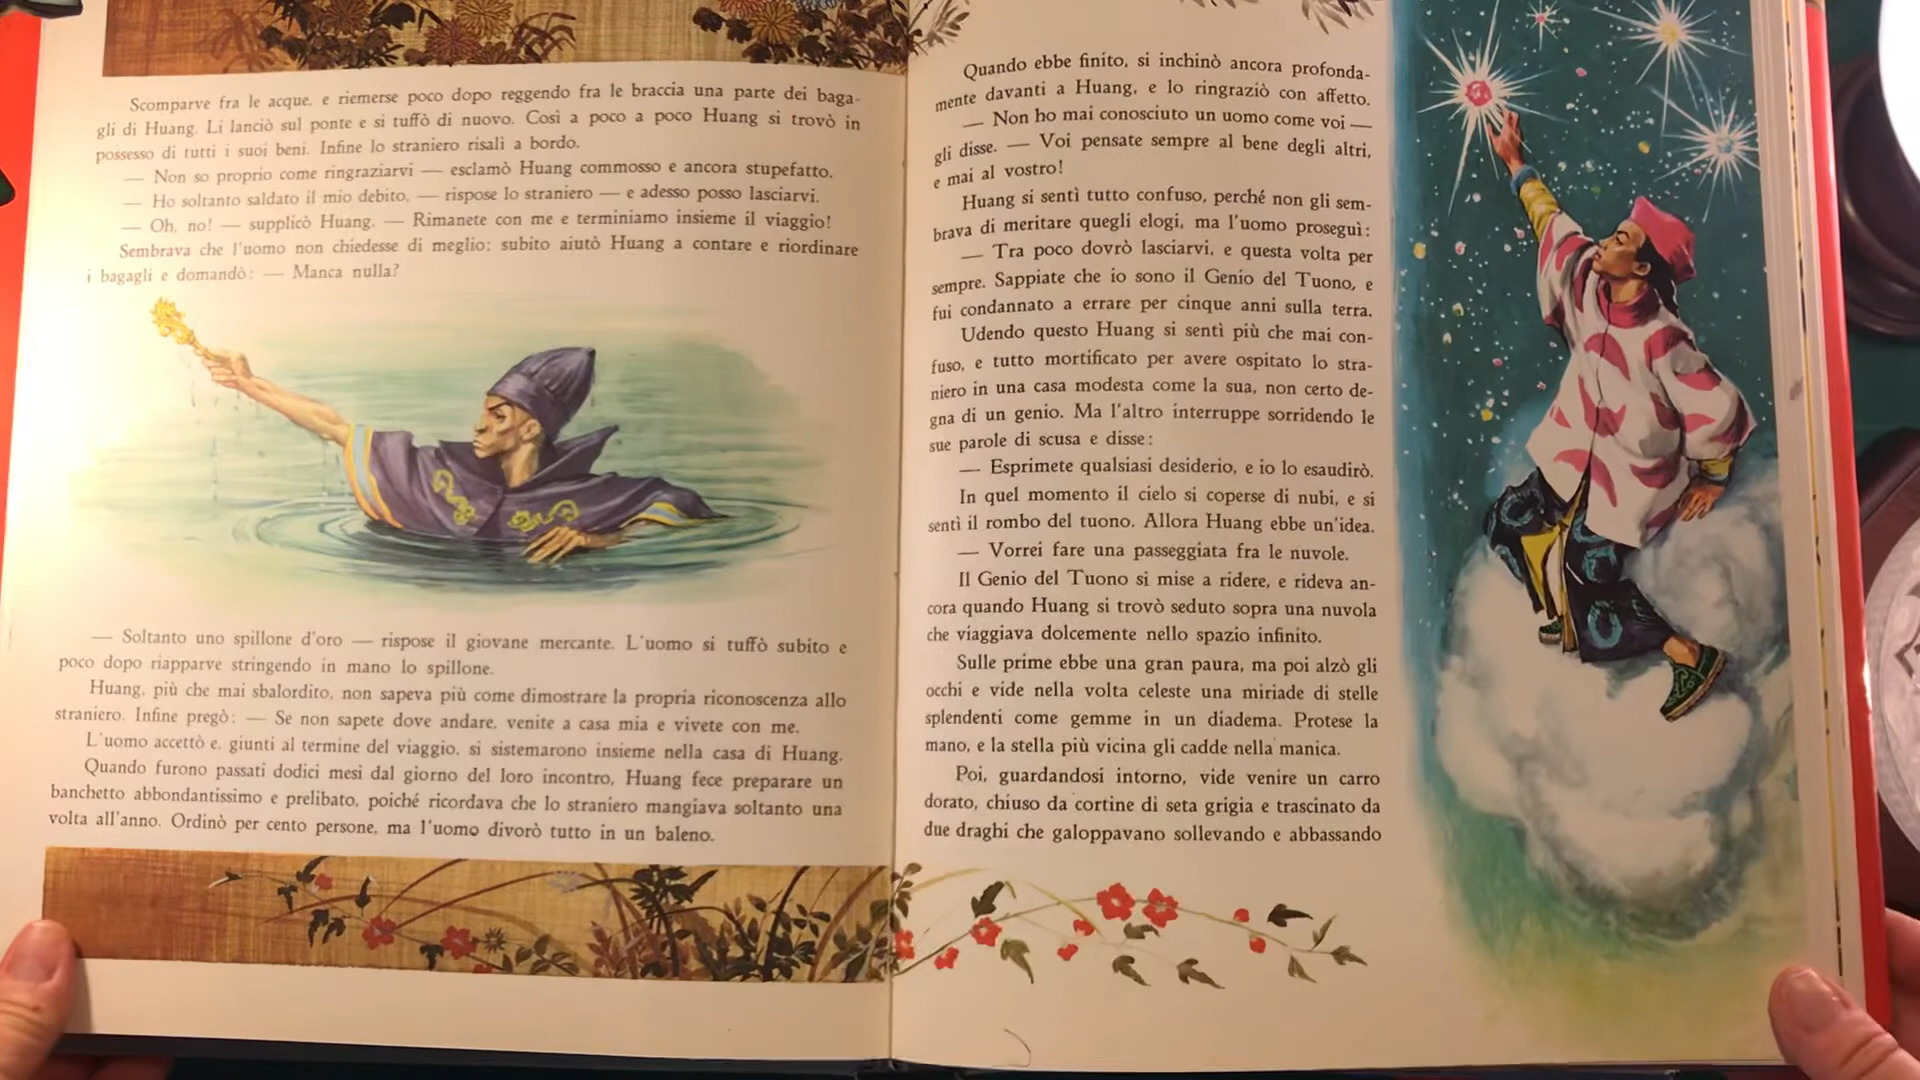 Scomparve fra le acque, e riemerse poco dopo reggendo fra le braccia una parte dei baga-
gli di Huang. Li lanciò sul ponte e si tuffò di nuovo. Così a poco a poco Huang si trovò in
possesso di tutti i suoi beni. Infine lo straniero risalì a bordo.
— Non so proprio come ringraziarvi — esclamò Huang commosso e ancora stupefatto.
— Ho soltanto saldato il mio debito, — rispose lo straniero — e adesso posso lasciarvi.
— Oh, no! — supplicò Huang. — Rimanete con me e terminiamo insieme il viaggio!
Sembrava che l'uomo non chiedesse di meglio: subito aiutò Huang a contare e riordinare
i bagagli e domandò: — Manca nulla?
— Soltanto uno spillone d'oro — rispose il giovane mercante. L'uomo si tuffò subito e
poco dopo riapparve stringendo in mano lo spillone.
Huang, più che mai sbalordito, non sapeva più come dimostrare la propria riconoscenza allo
straniero. Infine pregò: — Se non sapete dove andare, venite a casa mia e vivete con me.
L'uomo accettò e, giunti al termine del viaggio, si sistemarono insieme nella casa di Huang.
Quando furono passati dodici mesi dal giorno del loro incontro, Huang fece preparare un
banchetto abbondantissimo e prelibato, poiché ricordava che lo straniero mangiava soltanto una
volta all'anno. Ordinò per cento persone, ma l'uomo divorò tutto in un baleno.
Quando ebbe finito, si inchinò ancora profonda-
mente davanti a Huang, e lo ringraziò con affetto.
— Non ho mai conosciuto un uomo come voi —
gli disse. — Voi pensate sempre al bene degli altri,
e mai al vostro!
Huang si sentì tutto confuso, perché non gli sem-
brava di meritare quegli elogi, ma l'uomo proseguì:
— Tra poco dovrò lasciarvi, e questa volta per
sempre. Sappiate che io sono il Genio del Tuono, e
fui condannato a errare per cinque anni sulla terra.
Udendo questo Huang si sentì più che mai con-
fuso, e tutto mortificato per avere ospitato lo stra-
niero in una casa modesta come la sua, non certo de-
gna di un genio. Ma l'altro interruppe sorridendo le
sue parole di scusa e disse:
— Esprimete qualsiasi desiderio, e io lo esaudirò.
In quel momento il cielo si coperse di nubi, e si
sentì il rombo del tuono. Allora Huang ebbe un'idea.
— Vorrei fare una passeggiata fra le nuvole.
Il Genio del Tuono si mise a ridere, e rideva an-
cora quando Huang si trovò seduto sopra una nuvola
che viaggiava dolcemente nello spazio infinito.
Sulle prime ebbe una gran paura, ma poi alzò gli
occhi e vide nella volta celeste una miriade di stelle
splendenti come gemme in un diadema. Protese la
mano, e la stella più vicina gli cadde nella manica.
Poi, guardandosi intorno, vide venire un carro
dorato, chiuso da cortine di seta grigia e trascinato da
due draghi che galoppavano sollevando e abbassando